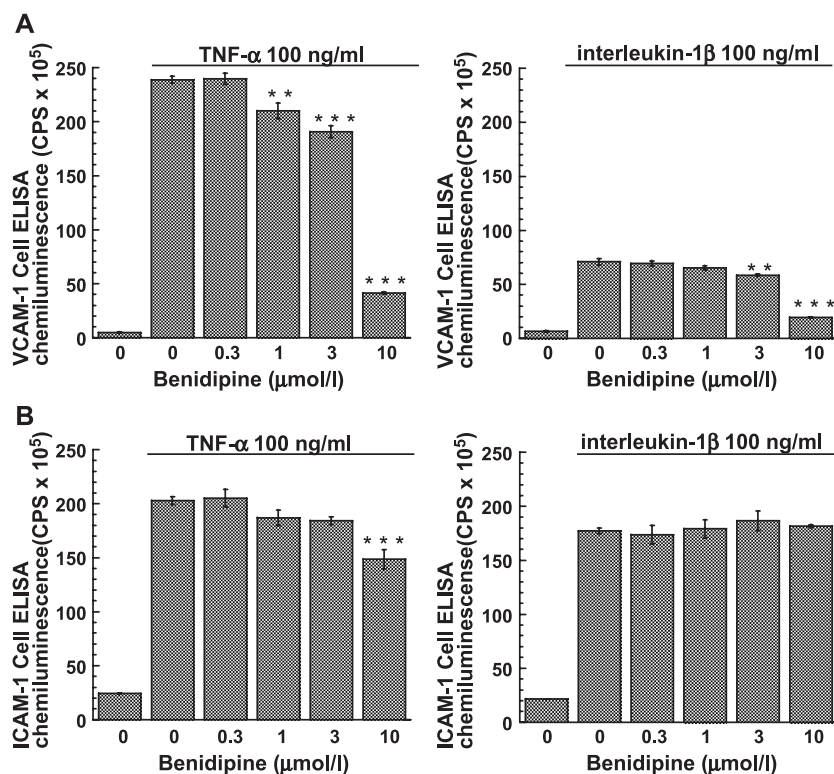 A
TNF-α 100 ng/ml
VCAM-1 Cell ELISA
chemiluminescence (CPS x 10⁵)
250
200
150
100
50
0
* *
* * *
* * *
0 0 0.3 1 3 10
Benidipine (μmol/l)
interleukin-1β 100 ng/ml
VCAM-1 Cell ELISA
chemiluminescence(CPS x 10⁵)
250
200
150
100
50
0
* *
* * *
0 0 0.3 1 3 10
Benidipine (μmol/l)
B
TNF-α 100 ng/ml
ICAM-1 Cell ELISA
chemiluminescence(CPS x 10⁵)
250
200
150
100
50
0
* * *
0 0 0.3 1 3 10
Benidipine (μmol/l)
interleukin-1β 100 ng/ml
ICAM-1 Cell ELISA
chemiluminescense(CPS x 10⁵)
250
200
150
100
50
0
0 0 0.3 1 3 10
Benidipine (μmol/l)